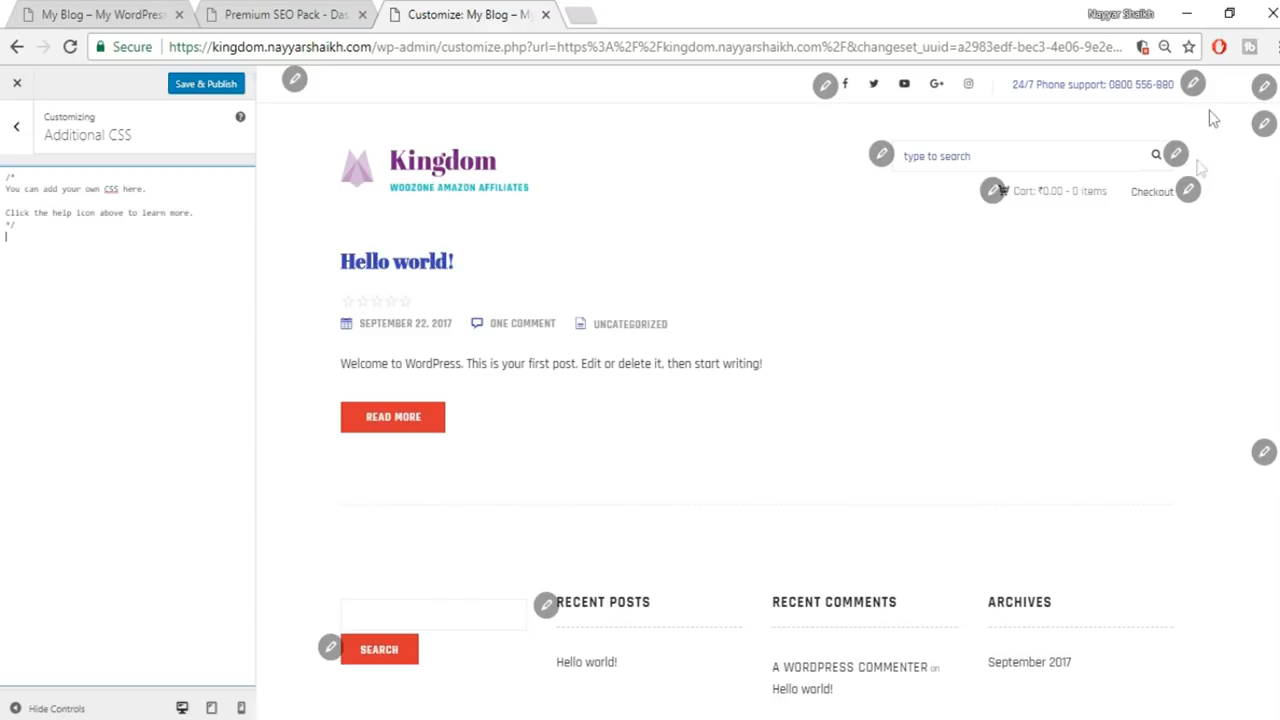 My Blog – My WordPress
Premium SEO Pack - Das
Customize: My Blog – M
Nayyar Shaikh
Secure
https://kingdom.nayyarshaikh.com/wp-admin/customize.php?url=https%3A%2F%2Fkingdom.nayyarshaikh.com%2F&changeset_uuid=a2983edf-bec3-4e06-9e2e...
Save & Publish
24/7 Phone support: 0800 556-880
Customizing
Additional CSS
/*
You can add your own CSS here.
Click the help icon above to learn more.
*/
Kingdom
WOOZONE AMAZON AFFILIATES
type to search
Cart: ₹0.00 - 0 items
Checkout
Hello world!
SEPTEMBER 22, 2017
ONE COMMENT
UNCATEGORIZED
Welcome to WordPress. This is your first post. Edit or delete it, then start writing!
READ MORE
SEARCH
RECENT POSTS
Hello world!
RECENT COMMENTS
A WORDPRESS COMMENTER on
Hello world!
ARCHIVES
September 2017
Hide Controls